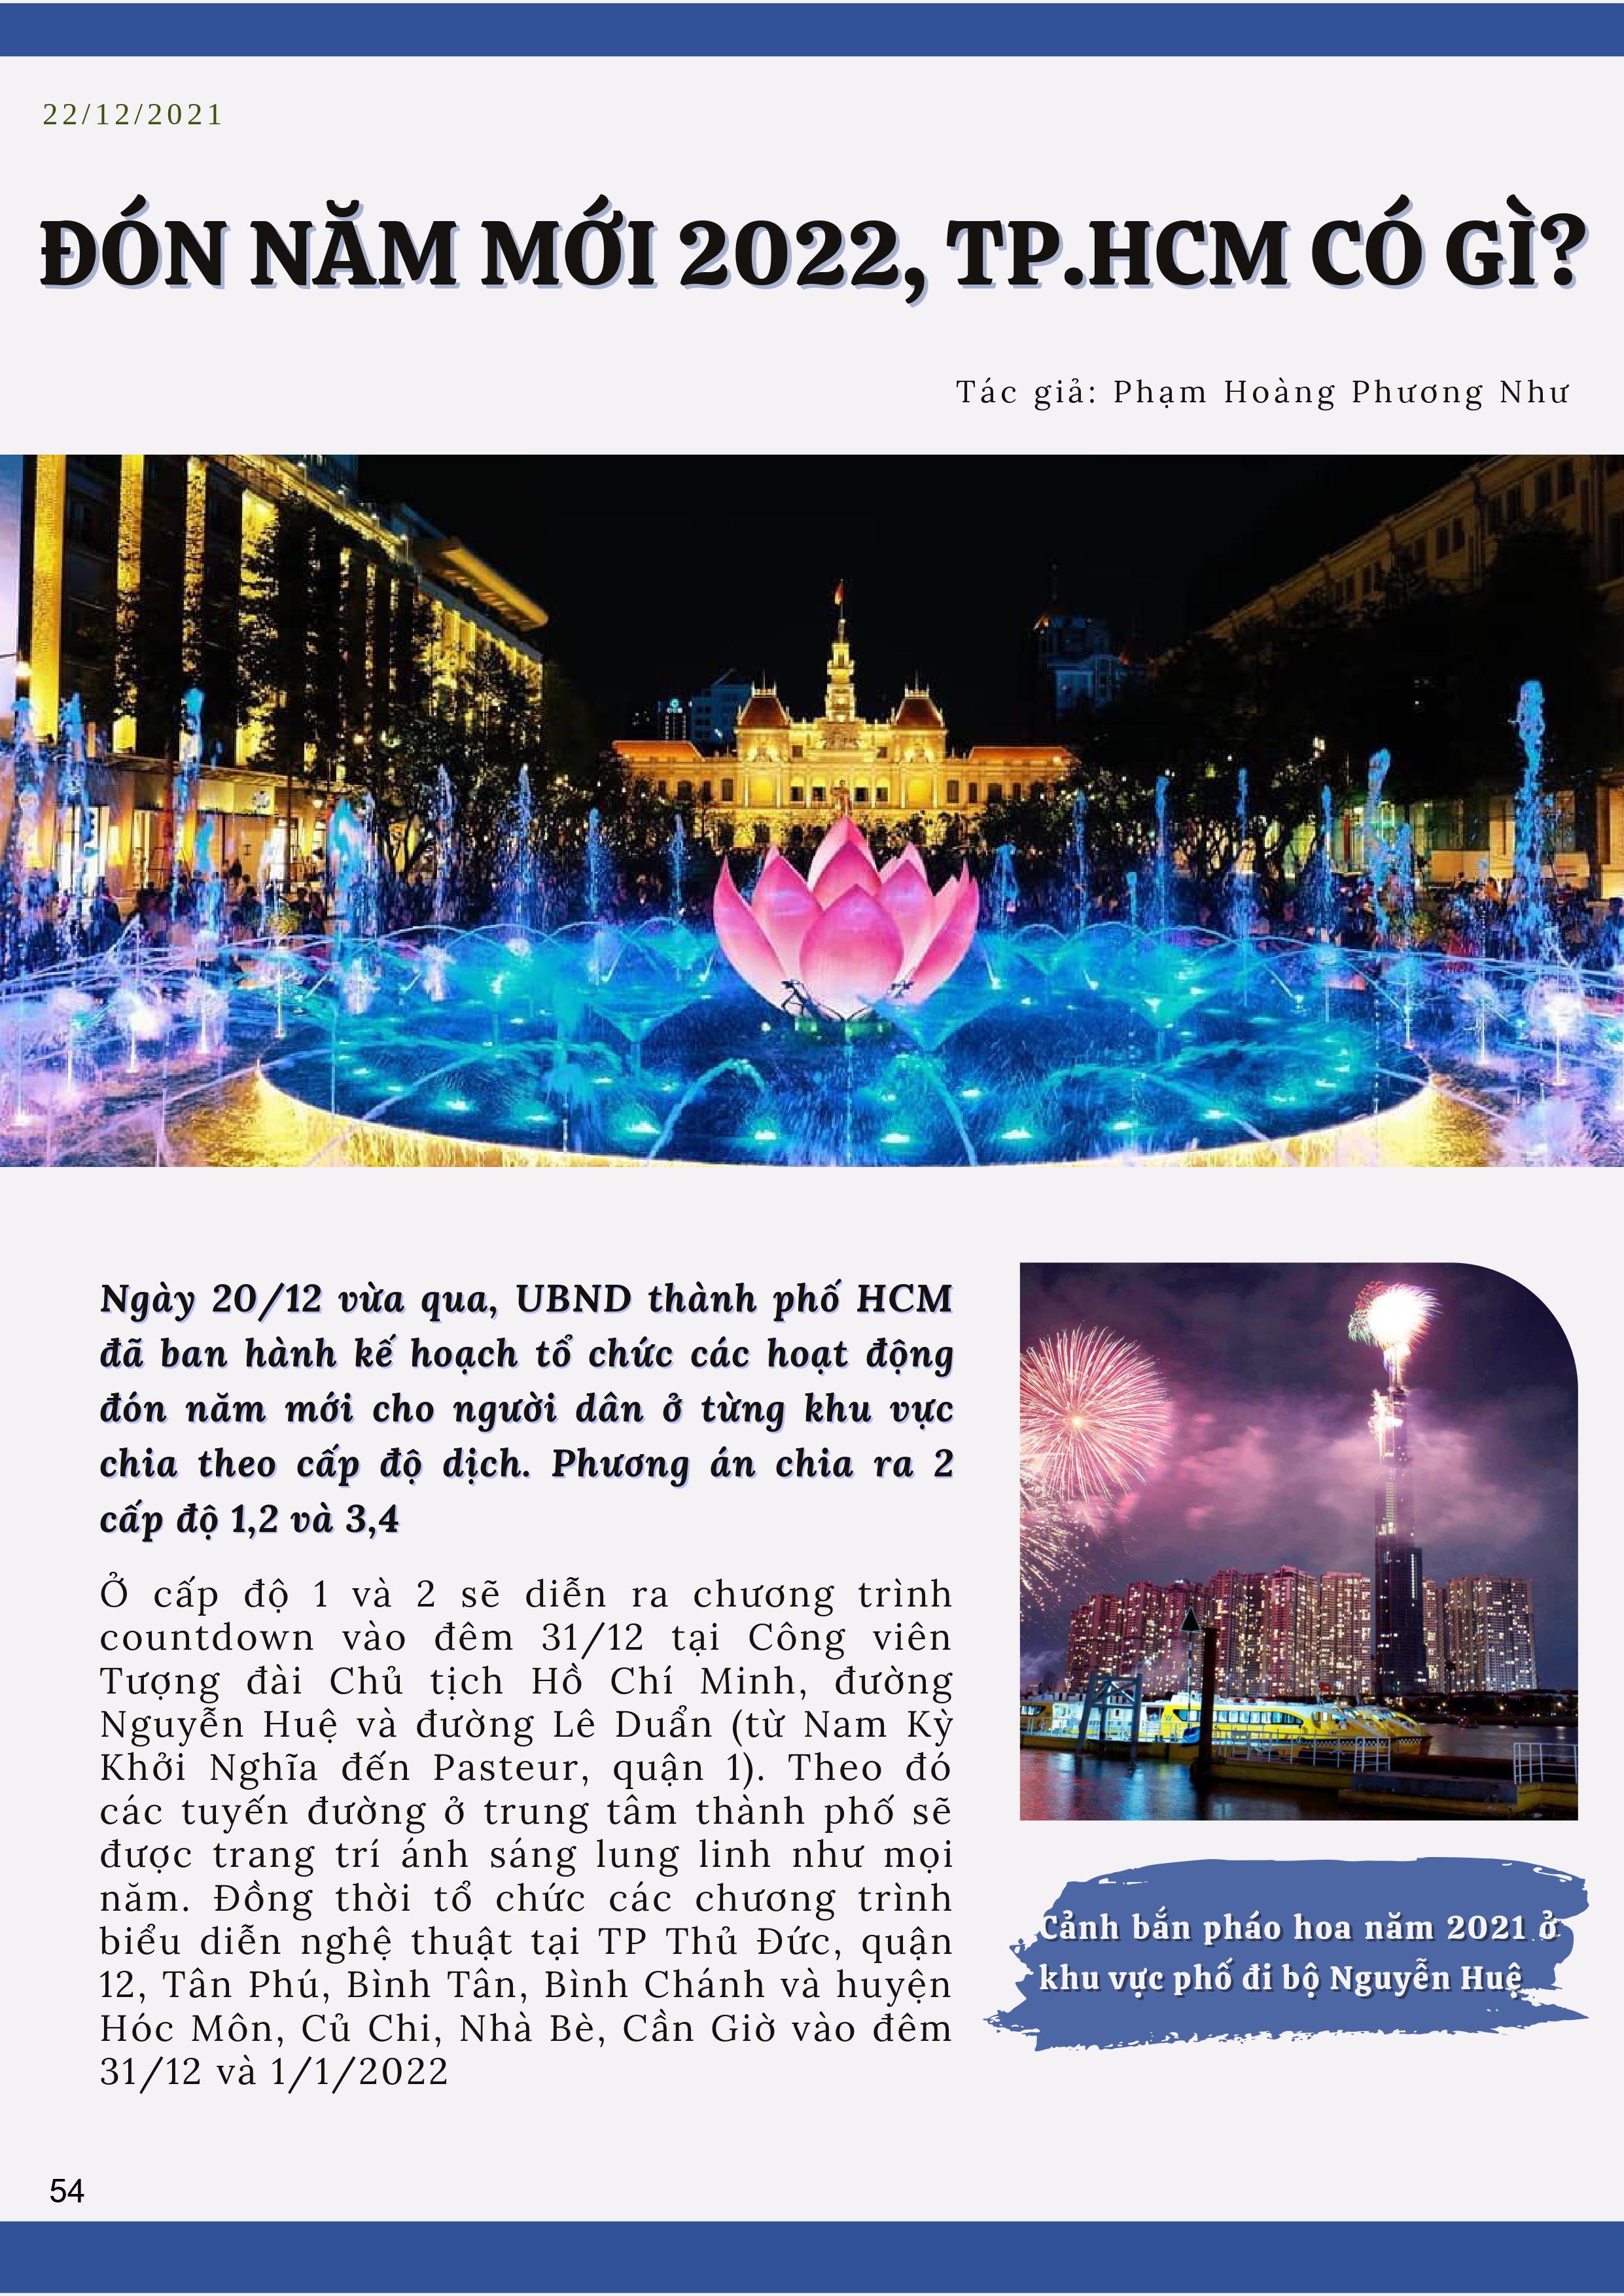 22/12/2021
ĐÓN NĂM MỚI 2022, TP.HCM CÓ GÌ?
Tác giả: Phạm Hoàng Phương Như
Ngày 20/12 vừa qua, UBND thành phố HCM
đã ban hành kế hoạch tổ chức các hoạt động
đón năm mới cho người dân ở từng khu vực
chia theo cấp độ dịch. Phương án chia ra 2
cấp độ 1,2 và 3,4
Ở cấp độ 1 và 2 sẽ diễn ra chương trình
countdown vào đêm 31/12 tại Công viên
Tượng đài Chủ tịch Hồ Chí Minh, đường
Nguyễn Huệ và đường Lê Duẩn (từ Nam Kỳ
Khởi Nghĩa đến Pasteur, quận 1). Theo đó
các tuyến đường ở trung tâm thành phố sẽ
được trang trí ánh sáng lung linh như mọi
năm. Đồng thời tổ chức các chương trình
biểu diễn nghệ thuật tại TP Thủ Đức, quận
12, Tân Phú, Bình Tân, Bình Chánh và huyện
Hóc Môn, Củ Chi, Nhà Bè, Cần Giờ vào đêm
31/12 và 1/1/2022
Cảnh bắn pháo hoa năm 2021 ở
khu vực phố đi bộ Nguyễn Huệ
54